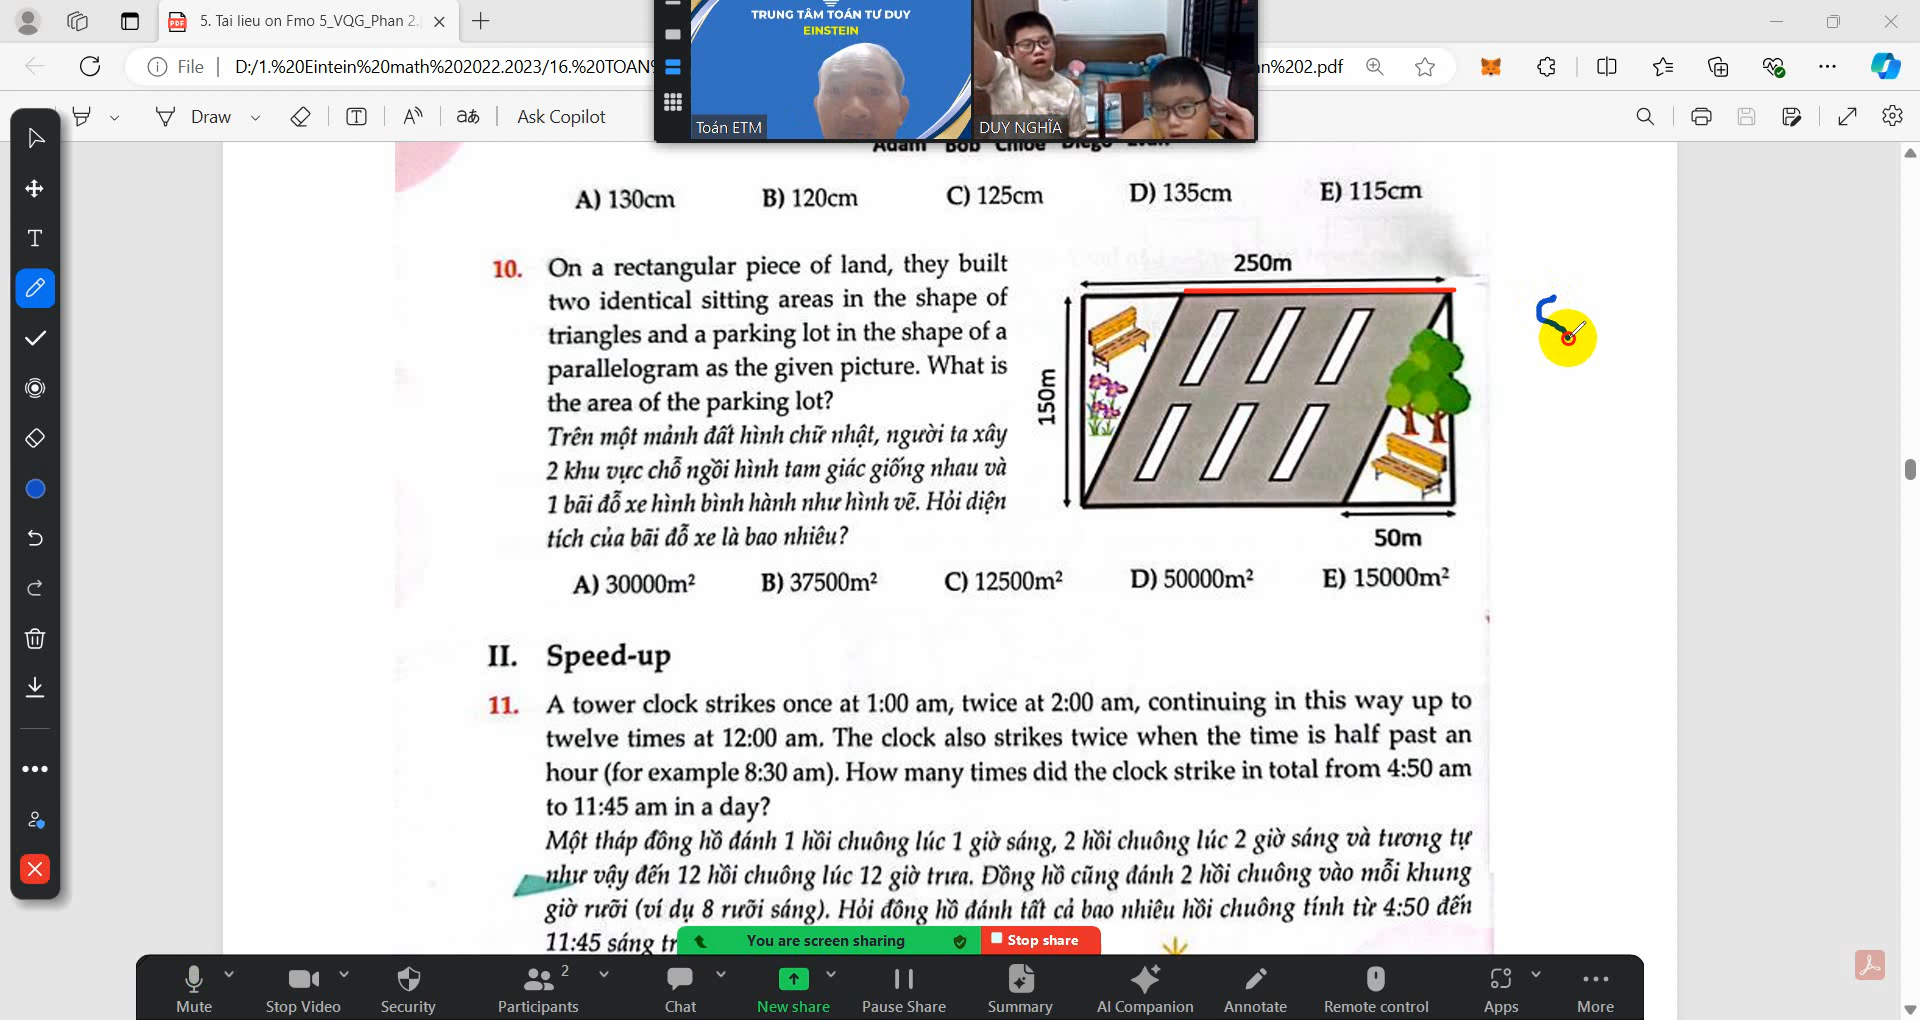 5. Tai lieu on Fmo 5_VQG_Phan 2.
File
D:/1.%20Eintein%20math%202022.2023/16.%20TOAN
n%202.pdf
Draw
Ask Copilot
TRUNG TÂM TOÁN TƯ DUY
EINSTEIN
Toán ETM
DUY NGHĨA
Adam Bob Chloe Diego Evan
A) 130cm B) 120cm C) 125cm D) 135cm E) 115cm
10. On a rectangular piece of land, they built
two identical sitting areas in the shape of
triangles and a parking lot in the shape of a
parallelogram as the given picture. What is
the area of the parking lot?
Trên một mảnh đất hình chữ nhật, người ta xây
2 khu vực chỗ ngồi hình tam giác giống nhau và
1 bãi đỗ xe hình bình hành như hình vẽ. Hỏi diện
tích của bãi đỗ xe là bao nhiêu?
250m
150m
50m
A) 30000m² B) 37500m² C) 12500m² D) 50000m² E) 15000m²
II. Speed-up
11. A tower clock strikes once at 1:00 am, twice at 2:00 am, continuing in this way up to
twelve times at 12:00 am. The clock also strikes twice when the time is half past an
hour (for example 8:30 am). How many times did the clock strike in total from 4:50 am
to 11:45 am in a day?
Một tháp đồng hồ đánh 1 hồi chuông lúc 1 giờ sáng, 2 hồi chuông lúc 2 giờ sáng và tương tự
như vậy đến 12 hồi chuông lúc 12 giờ trưa. Đồng hồ cũng đánh 2 hồi chuông vào mỗi khung
giờ rưỡi (ví dụ 8 rưỡi sáng). Hỏi đồng hồ đánh tất cả bao nhiêu hồi chuông tính từ 4:50 đến
11:45 sáng tr
You are screen sharing
Stop share
Mute
Stop Video
Security
Participants
2
Chat
New share
Pause Share
Summary
AI Companion
Annotate
Remote control
Apps
More